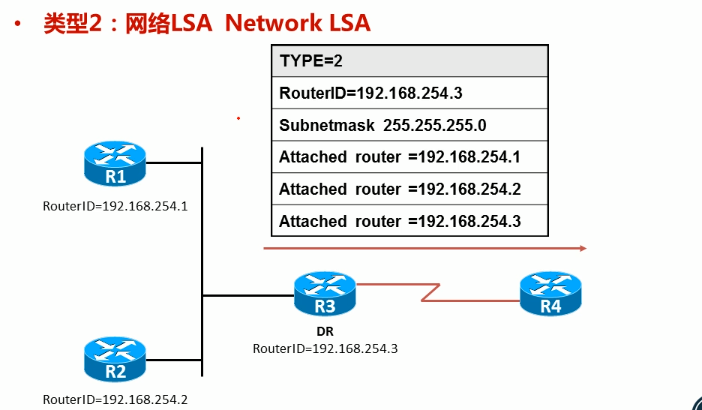 • 类型2：网络LSA Network LSA
TYPE=2
RouterID=192.168.254.3
Subnetmask 255.255.255.0
Attached router =192.168.254.1
Attached router =192.168.254.2
Attached router =192.168.254.3
R1
RouterID=192.168.254.1
R3
R4
DR
RouterID=192.168.254.3
R2
RouterID=192.168.254.2